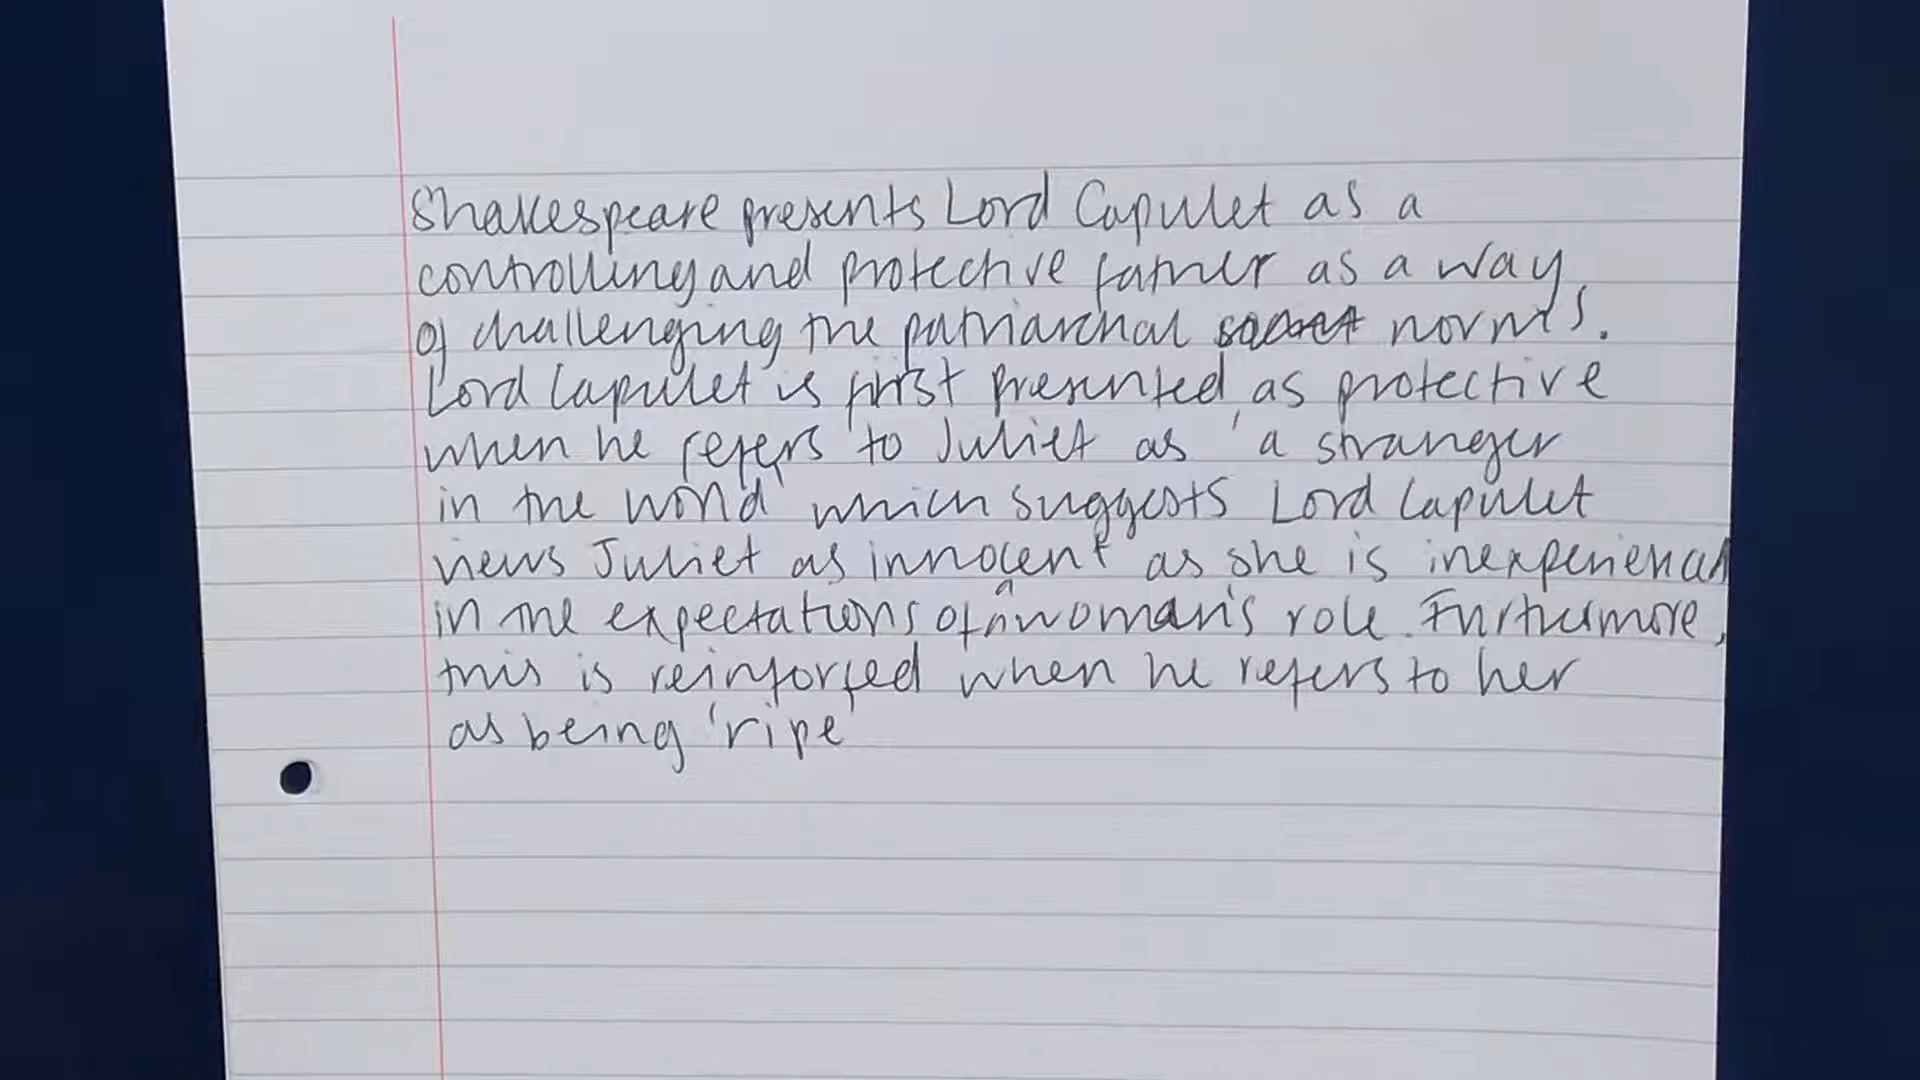 Shakespeare presents Lord Capulet as a
controlling and protective father as a way
of challenging the patriarchal norms.
Lord Capulet is first presented as protective
when he refers to Juliet as 'a stranger
in the world' which suggests Lord Capulet
views Juliet as innocent as she is inexperienced
in the expectations of a woman's role. Furthermore,
this is reinforced when he refers to her
as being 'ripe'